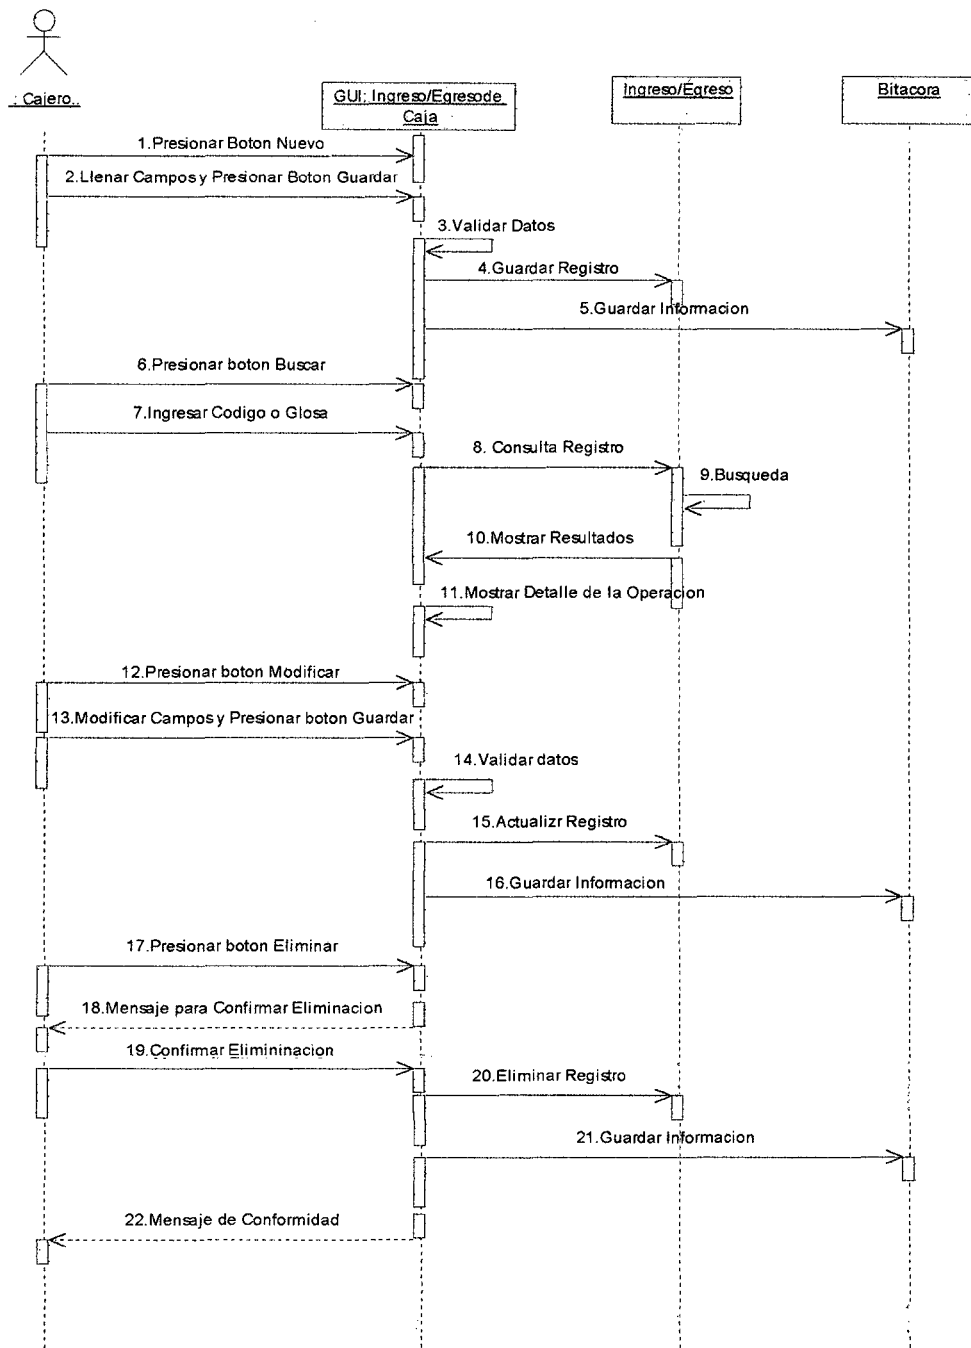 : Cajero..
GUI: Ingreso/Egresode
Caja
Ingreso/Egreso
Bitacora
1.Presionar Boton Nuevo
2.Llenar Campos y Presionar Boton Guardar
3.Validar Datos
4.Guardar Registro
5.Guardar Informacion
6.Presionar boton Buscar
7.Ingresar Codigo o Glosa
8. Consulta Registro
9.Busqueda
10.Mostrar Resultados
11.Mostrar Detalle de la Operacion
12.Presionar boton Modificar
13.Modificar Campos y Presionar boton Guardar
14.Validar datos
15.Actualizr Registro
16.Guardar Informacion
17.Presionar boton Eliminar
18.Mensaje para Confirmar Eliminacion
19.Confirmar Elimininacion
20.Eliminar Registro
21.Guardar Informacion
22.Mensaje de Conformidad